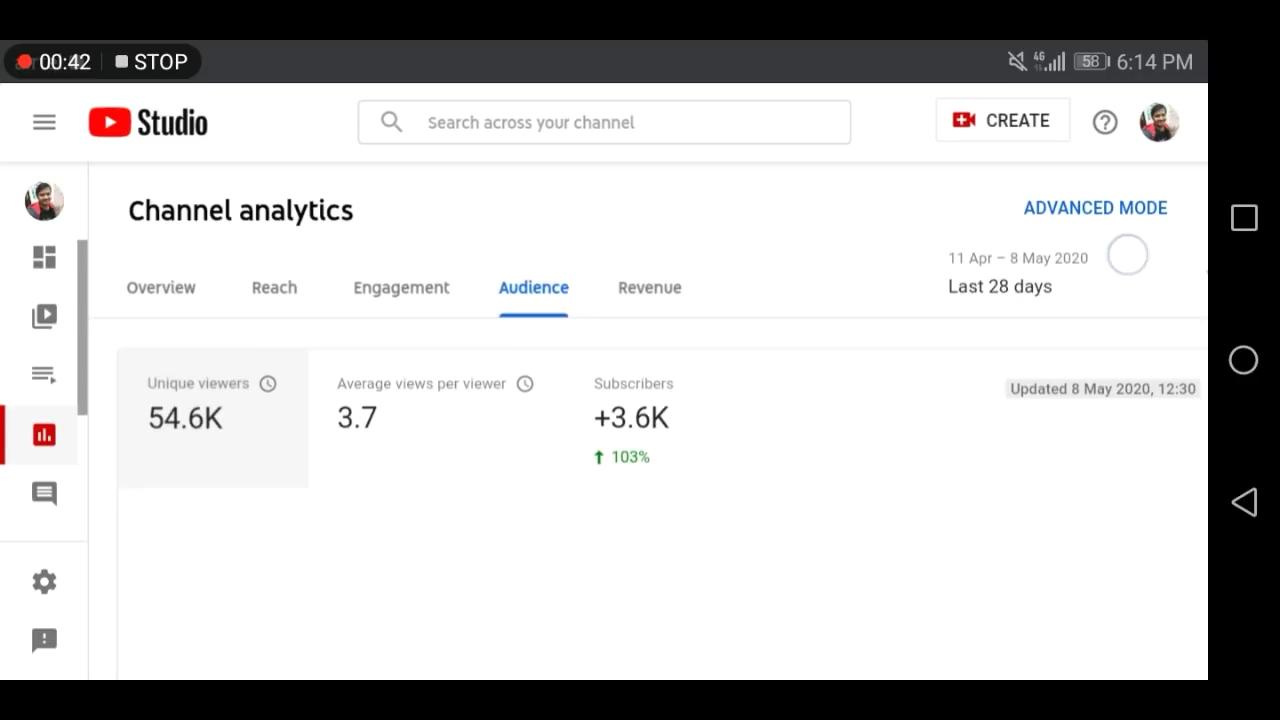 00:42 STOP
4G 58 6:14 PM
Studio
Search across your channel
CREATE
Channel analytics
ADVANCED MODE
11 Apr – 8 May 2020
Last 28 days
Overview Reach Engagement Audience Revenue
Unique viewers Average views per viewer Subscribers
Updated 8 May 2020, 12:30
54.6K 3.7 +3.6K
103%